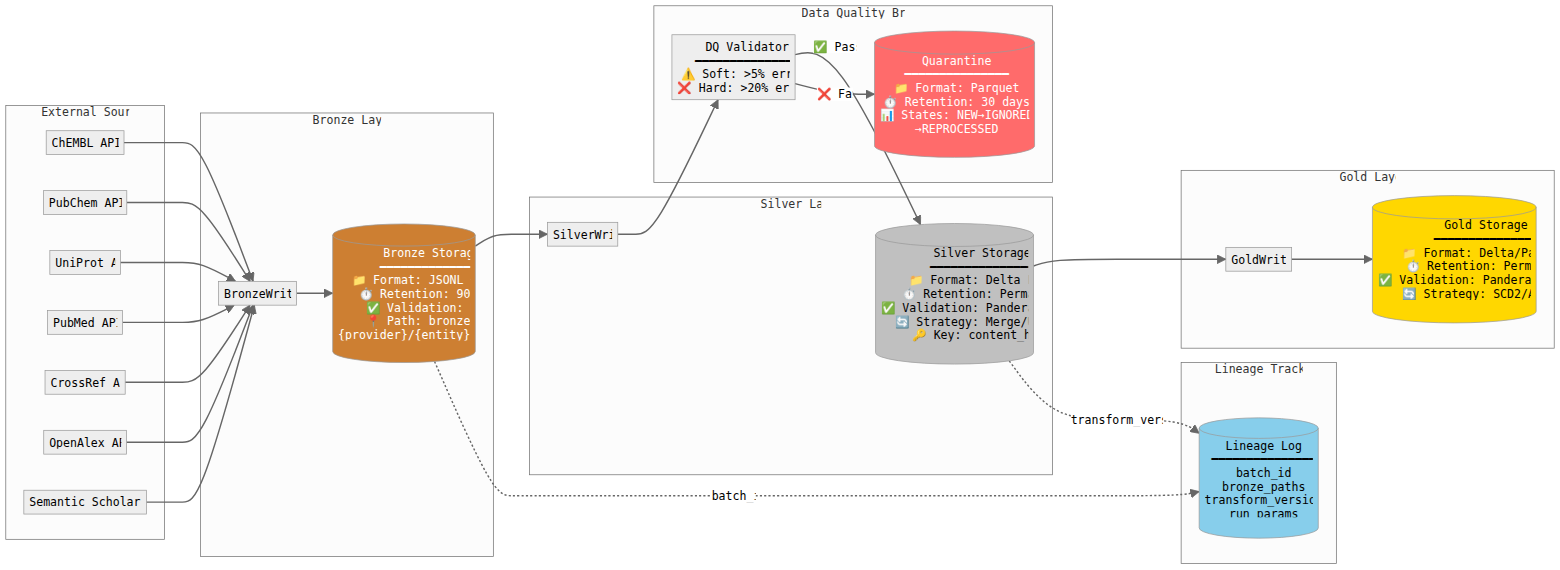 External Sour
ChEMBL API
PubChem API
UniProt A
PubMed AP
CrossRef A
OpenAlex AI
Semantic Scholar
Bronze Lay
BronzeWrit
Bronze Storag
📁 Format: JSONL
⏱️ Retention: 90
✅ Validation:
📍 Path: bronze
{provider}/{entity}
Data Quality Br
DQ Validator
⚠️ Soft: >5% err
❌ Hard: >20% er
✅ Pas
❌ Fa
Quarantine
📁 Format: Parquet
⏱️ Retention: 30 days
📊 States: NEW→IGNORED
→REPROCESSED
Silver La
SilverWri
Silver Storage
📁 Format: Delta
⏱️ Retention: Perm
✅ Validation: Pander
🔄 Strategy: Merge/
🔑 Key: content_h
Gold Lay
GoldWrit
Gold Storage
📁 Format: Delta/Pa
⏱️ Retention: Perm
✅ Validation: Pandera
🔄 Strategy: SCD2/A
Lineage Track
transform_ver
batch_
Lineage Log
batch_id
bronze_paths
transform_versio
run_params